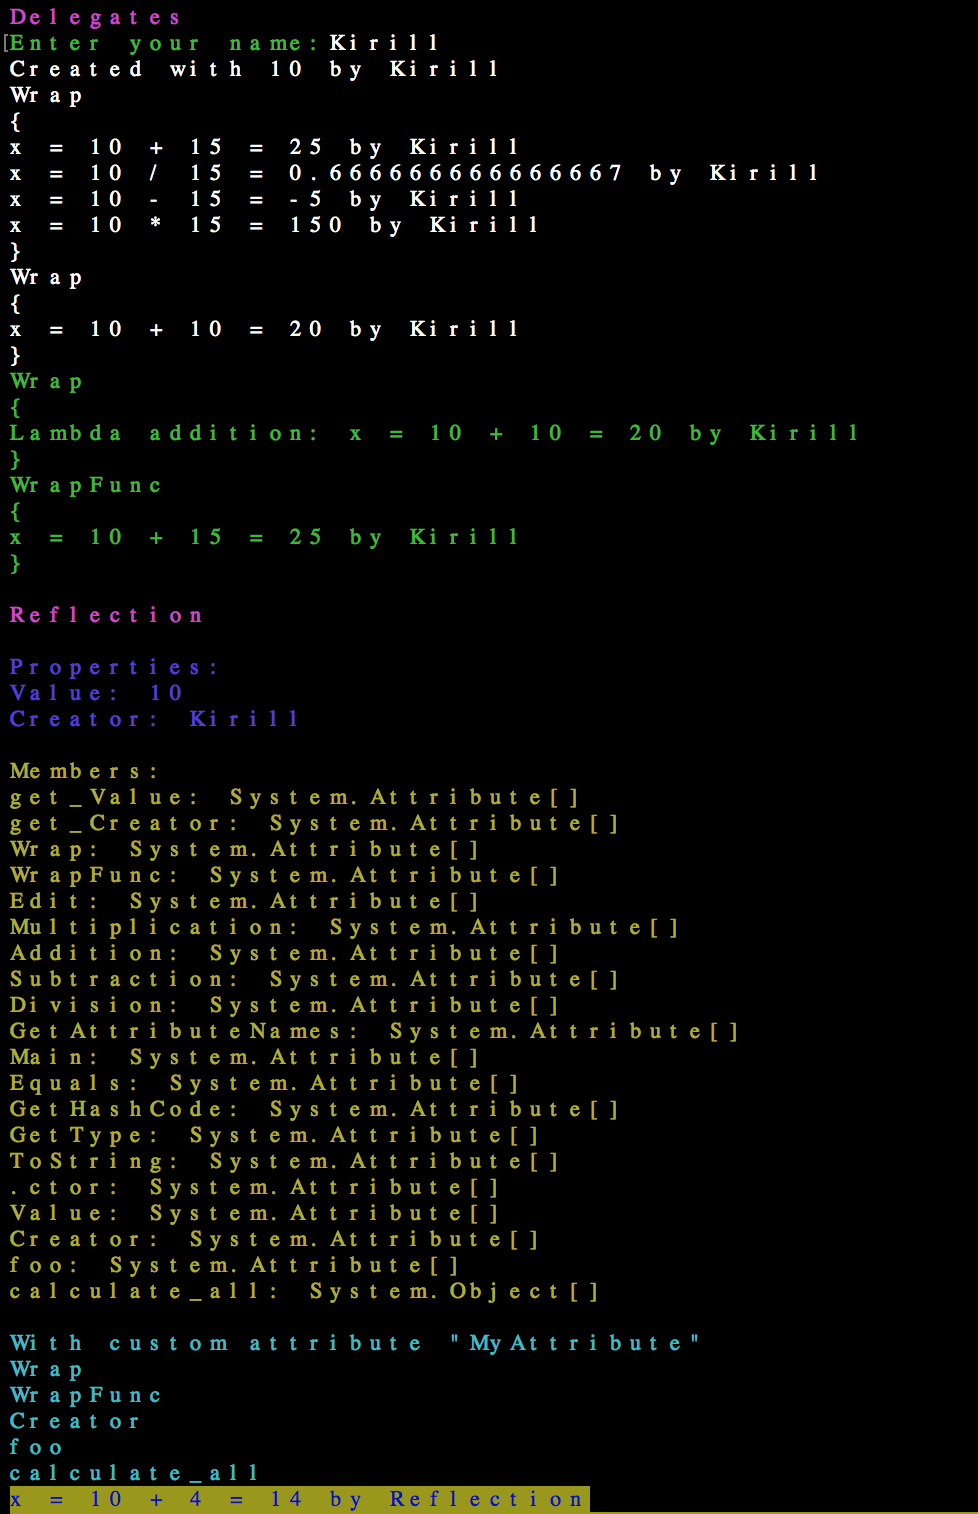 Delegates
[Enter your name: Kirill
Created with 10 by Kirill
Wrap
{
x = 10 + 15 = 25 by Kirill
x = 10 / 15 = 0.666666666666667 by Kirill
x = 10 - 15 = -5 by Kirill
x = 10 * 15 = 150 by Kirill
}
Wrap
{
x = 10 + 10 = 20 by Kirill
}
Wrap
{
Lambda addition: x = 10 + 10 = 20 by Kirill
}
WrapFunc
{
x = 10 + 15 = 25 by Kirill
}
Reflection
Properties:
Value: 10
Creator: Kirill
Members:
get_Value: System.Attribute[]
get_Creator: System.Attribute[]
Wrap: System.Attribute[]
WrapFunc: System.Attribute[]
Edit: System.Attribute[]
Multiplication: System.Attribute[]
Addition: System.Attribute[]
Subtraction: System.Attribute[]
Division: System.Attribute[]
GetAttributeNames: System.Attribute[]
Main: System.Attribute[]
Equals: System.Attribute[]
GetHashCode: System.Attribute[]
GetType: System.Attribute[]
ToString: System.Attribute[]
.ctor: System.Attribute[]
Value: System.Attribute[]
Creator: System.Attribute[]
foo: System.Attribute[]
calculate_all: System.Object[]
With custom attribute "MyAttribute"
Wrap
WrapFunc
Creator
foo
calculate_all
x = 10 + 4 = 14 by Reflection